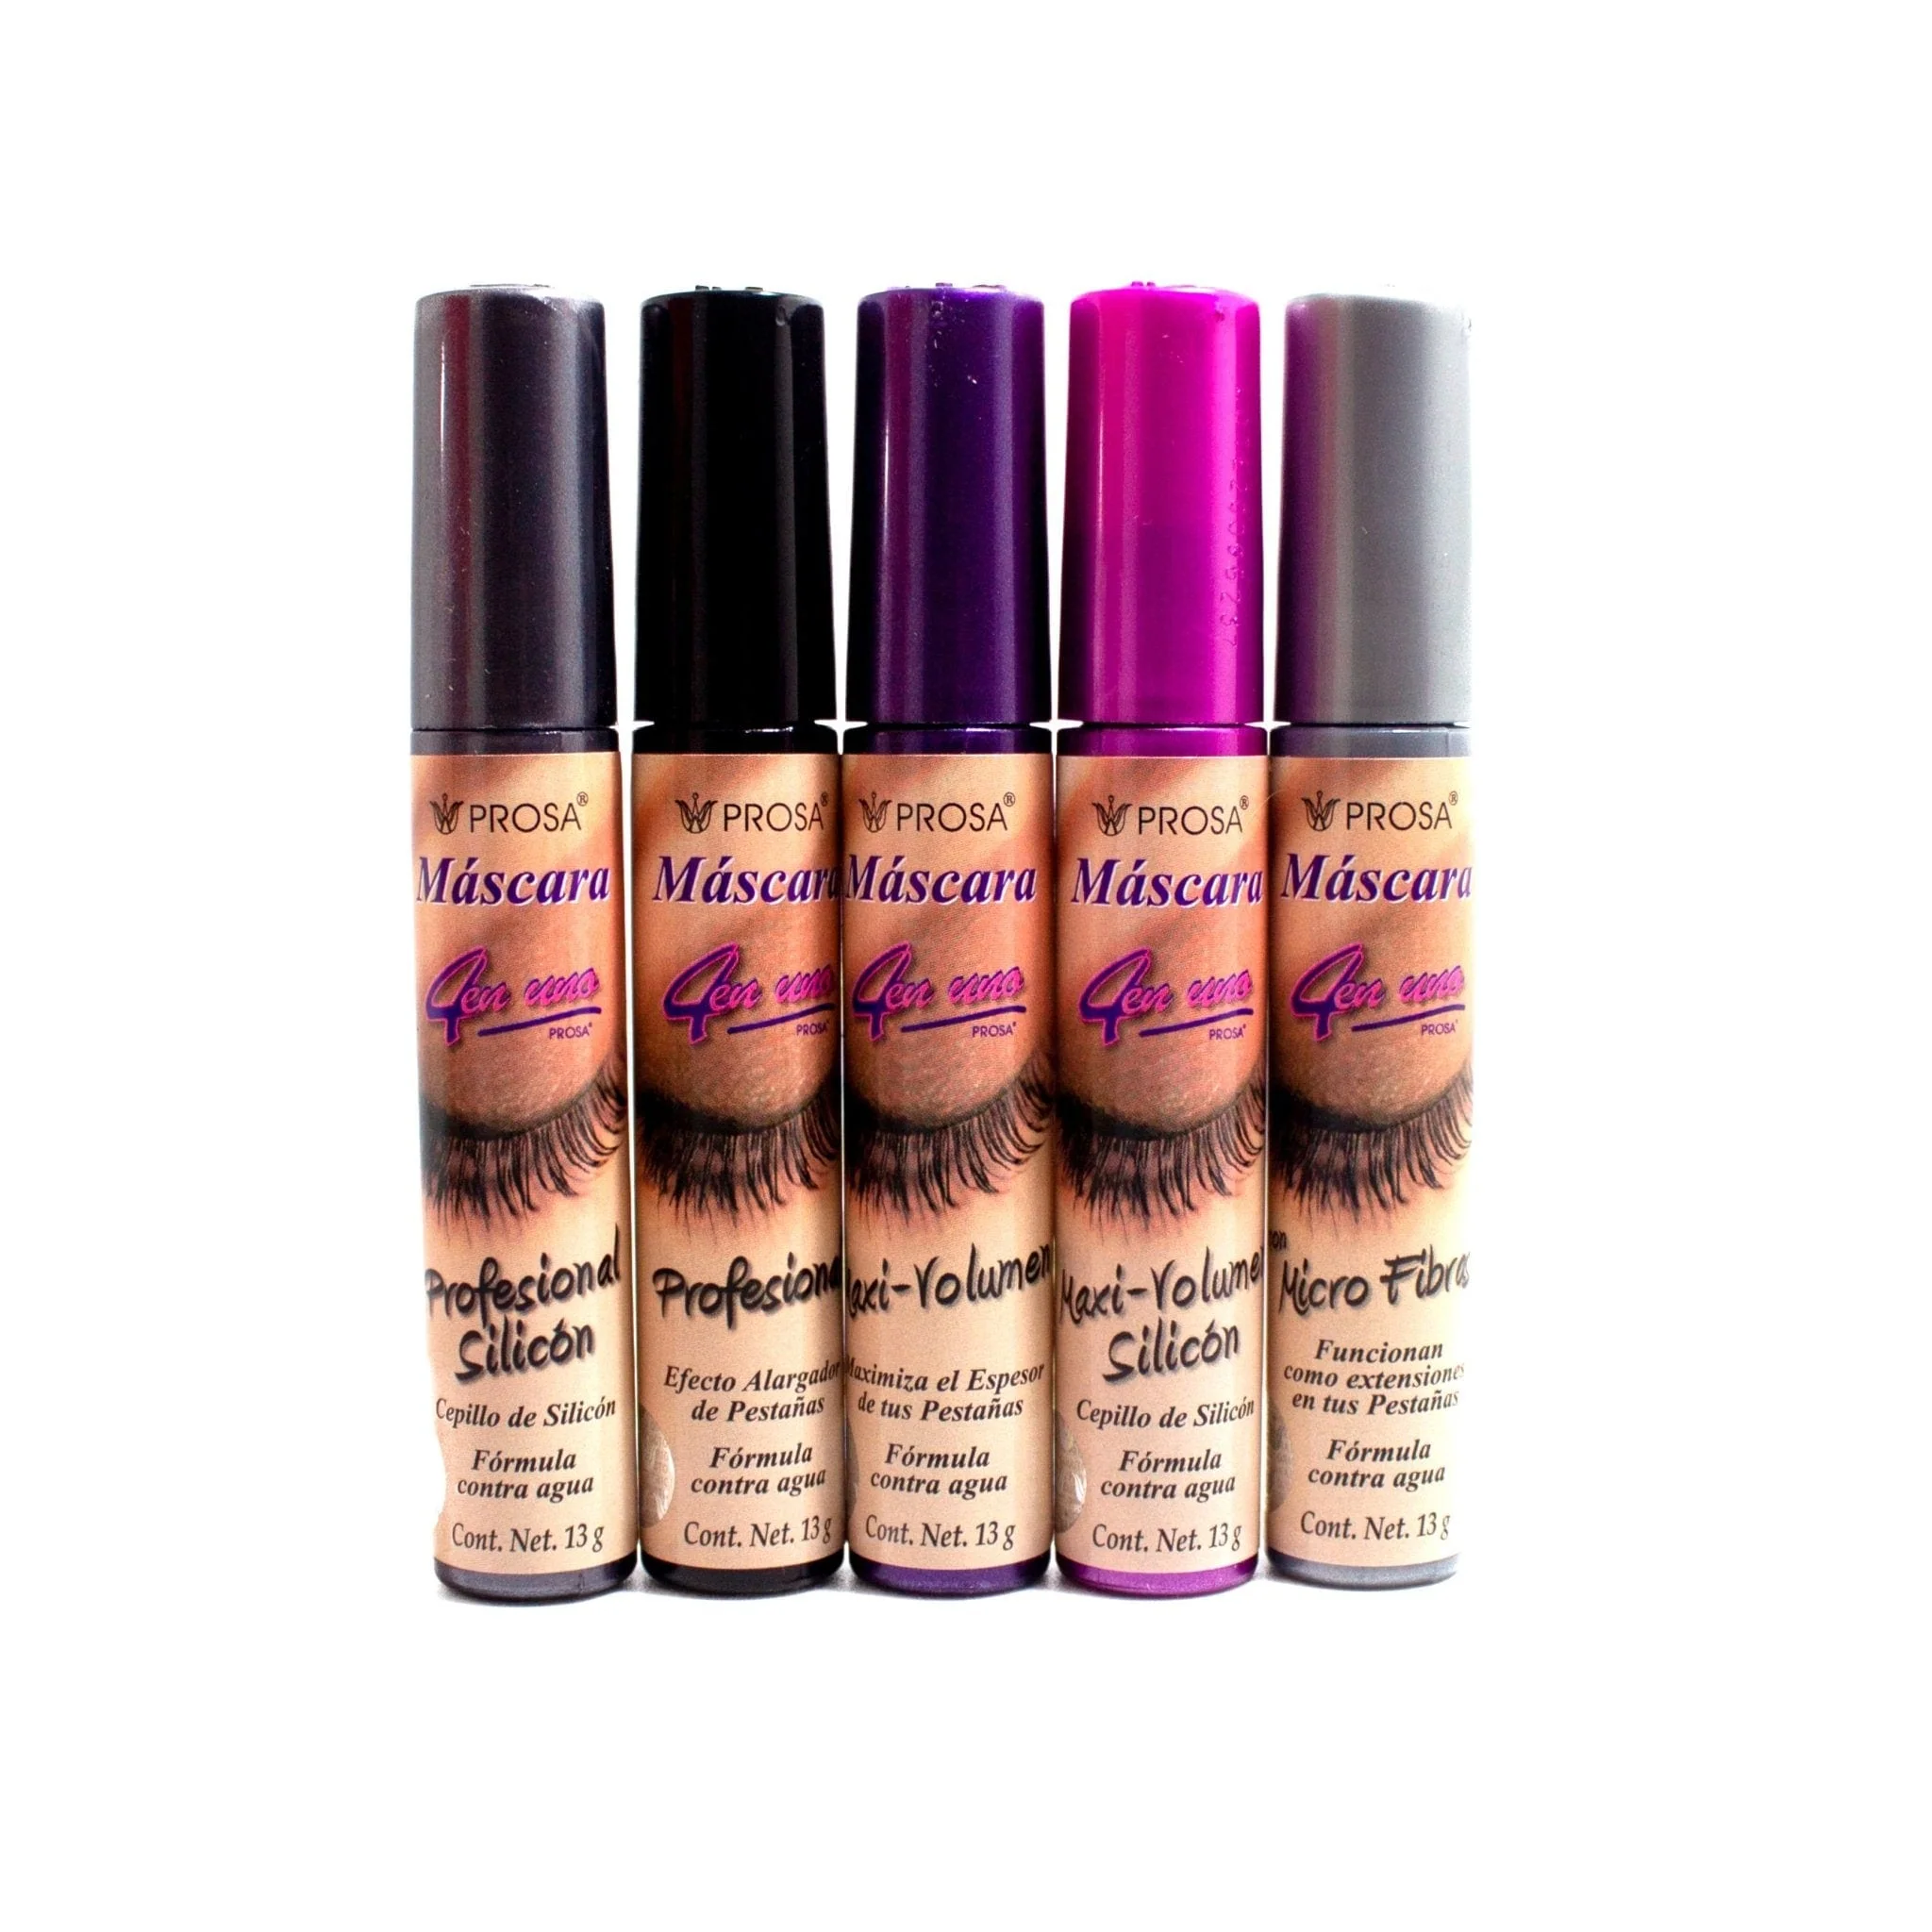 PROSA®
Máscara
4en uno
PROSA®
Profesional
Silicón
Cepillo de Silicón
Fórmula
contra agua
Cont. Net. 13 g
PROSA®
Máscara
4en uno
PROSA®
Profesional
Efecto Alargador
de Pestañas
Fórmula
contra agua
Cont. Net. 13 g
PROSA®
Máscara
4en uno
PROSA®
Maxi-Volumen
Maximiza el Espesor
de tus Pestañas
Fórmula
contra agua
Cont. Net. 13 g
PROSA®
Máscara
4en uno
PROSA®
Maxi-Volumen
Silicón
Cepillo de Silicón
Fórmula
contra agua
Cont. Net. 13 g
PROSA®
Máscara
4en uno
PROSA®
con
Micro Fibras
Funcionan
como extensiones
en tus Pestañas
Fórmula
contra agua
Cont. Net. 13 g